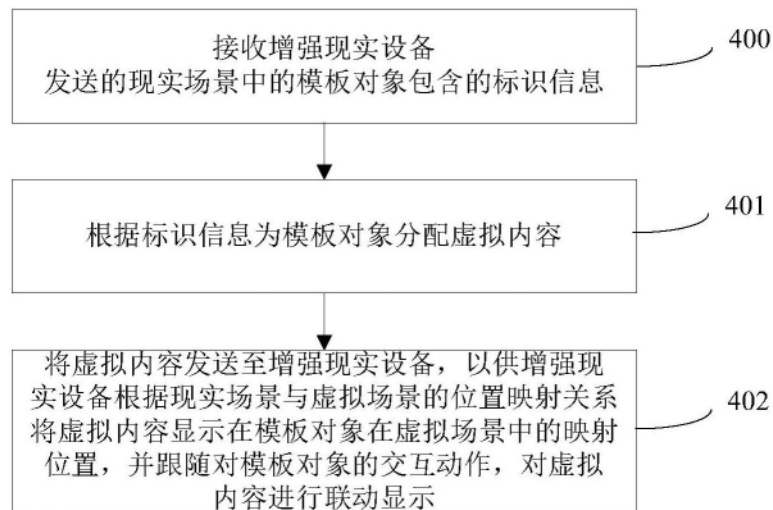 接收增强现实设备
发送的现实场景中的模板对象包含的标识信息
400
根据标识信息为模板对象分配虚拟内容
401
将虚拟内容发送至增强现实设备，以供增强现
实设备根据现实场景与虚拟场景的位置映射关系
将虚拟内容显示在模板对象在虚拟场景中的映射
位置，并跟随对模板对象的交互动作，对虚拟
内容进行联动显示
402